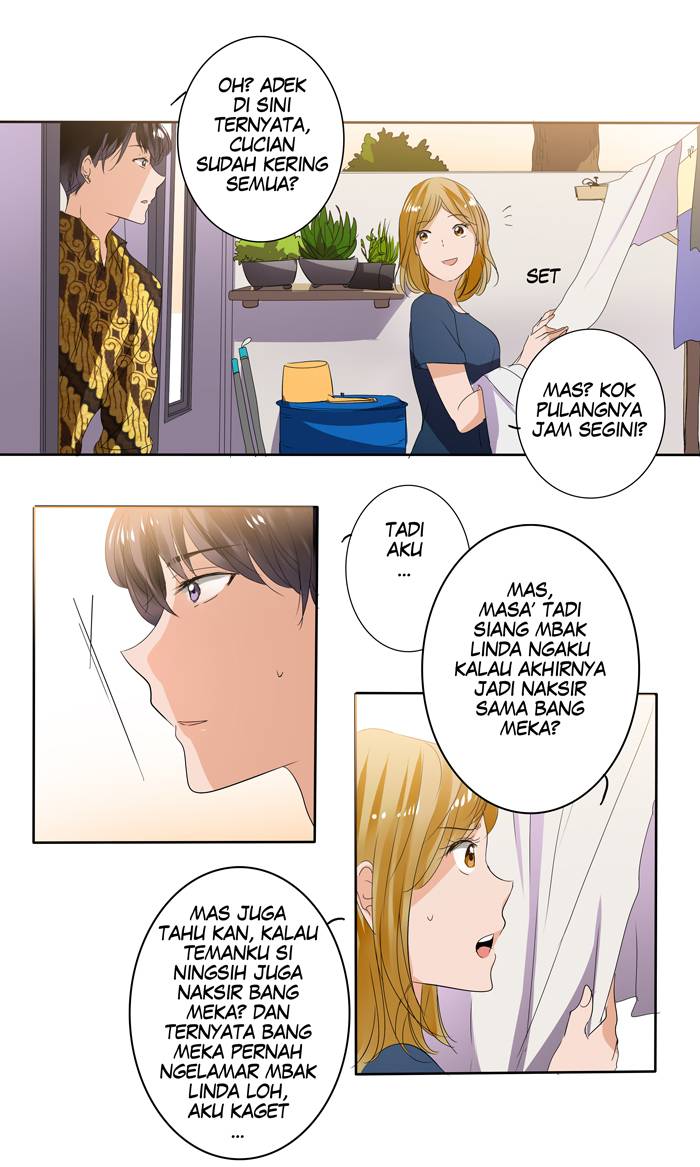 OH? ADEK
DI SINI
TERNYATA,
CUCIAN
SUDAH KERING
SEMUA?
SET
MAS? KOK
PULANGNYA
JAM SEGINI?
TADI
AKU
...
MAS,
MASA' TADI
SIANG MBAK
LINDA NGAKU
KALAU AKHIRNYA
JADI NAKSIR
SAMA BANG
MEKA?
MAS JUGA
TAHU KAN, KALAU
TEMANKU SI
NINGSIH JUGA
NAKSIR BANG
MEKA? DAN
TERNYATA BANG
MEKA PERNAH
NGELAMAR MBAK
LINDA LOH,
AKU KAGET
...